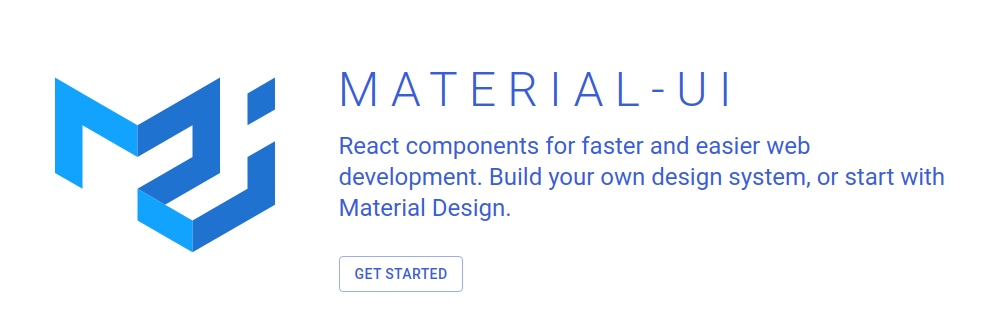 MATERIAL-UI
React components for faster and easier web
development. Build your own design system, or start with
Material Design.
GET STARTED